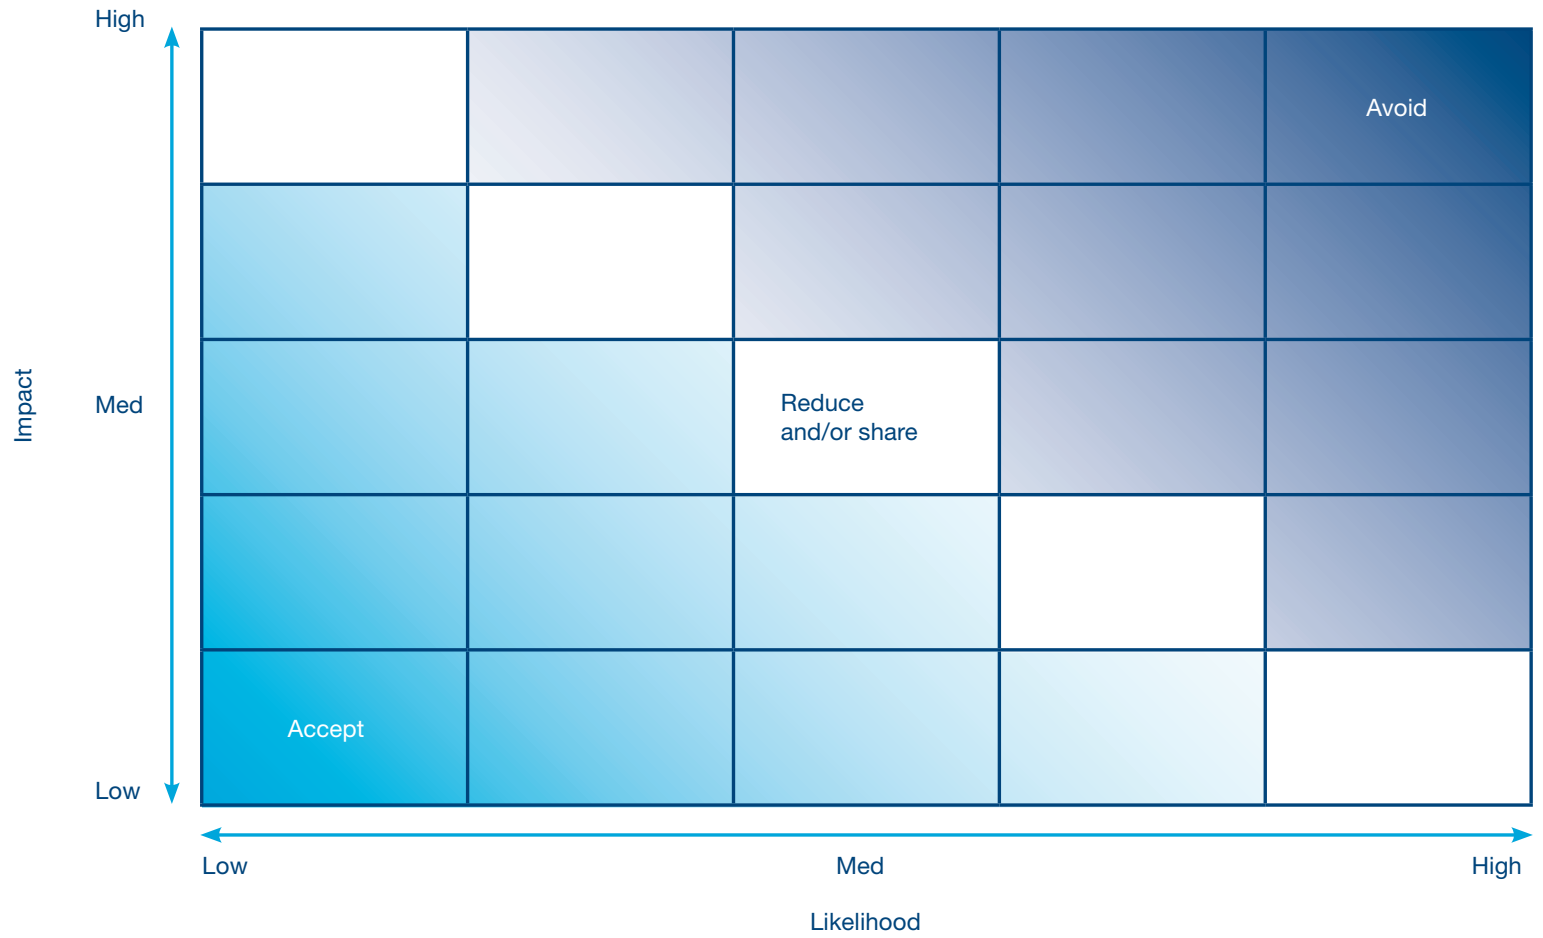 High
Avoid
Impact
Med
Reduce
and/or share
Accept
Low
Low
Med
High
Likelihood